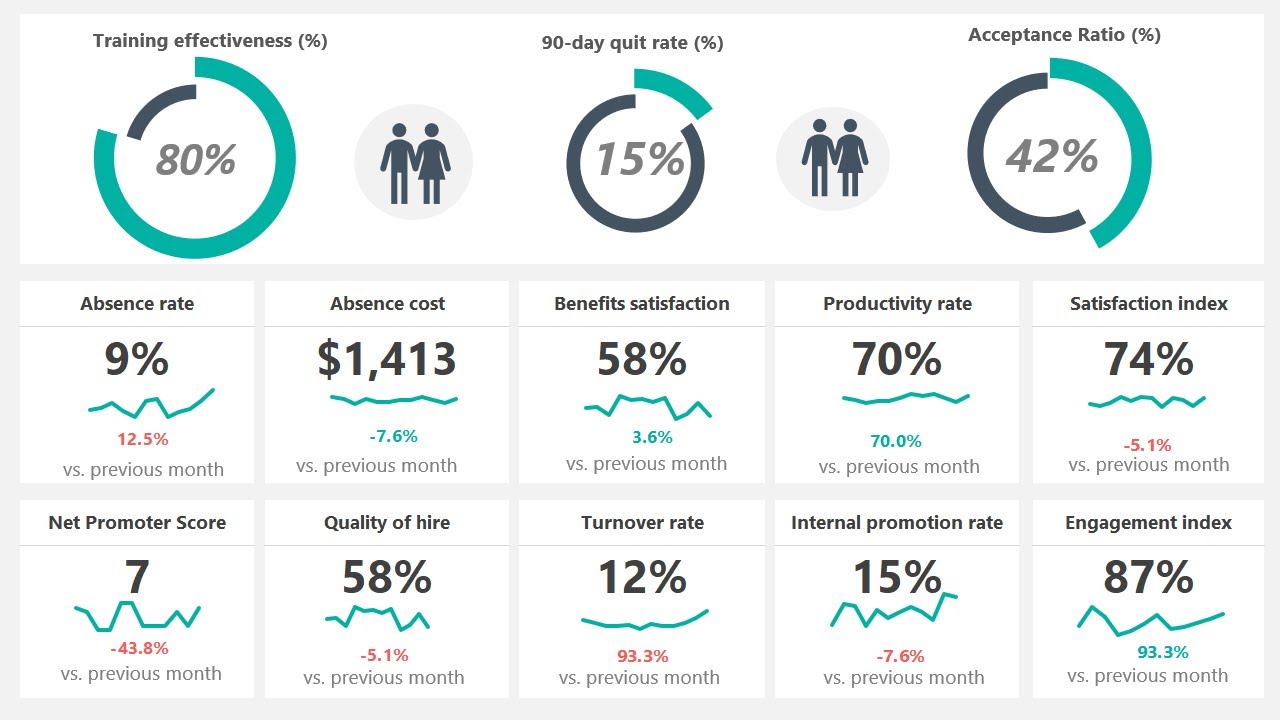 Training effectiveness (%)
90-day quit rate (%)
Acceptance Ratio (%)
80%
15%
42%
Absence rate
9%
12.5%
vs. previous month
Absence cost
$1,413
-7.6%
vs. previous month
Benefits satisfaction
58%
3.6%
vs. previous month
Productivity rate
70%
70.0%
vs. previous month
Satisfaction index
74%
-5.1%
vs. previous month
Net Promoter Score
7
-43.8%
vs. previous month
Quality of hire
58%
-5.1%
vs. previous month
Turnover rate
12%
93.3%
vs. previous month
Internal promotion rate
15%
-7.6%
vs. previous month
Engagement index
87%
93.3%
vs. previous month